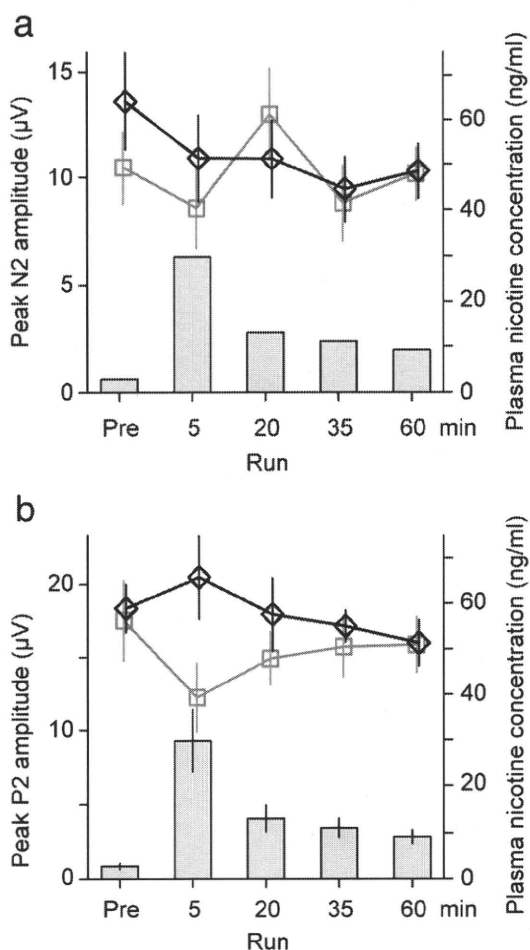 a
15
10
5
0
Peak N2 amplitude (µV)
60
40
20
0
Plasma nicotine concentration (ng/ml)
Pre 5 20 35 60 min
Run
b
20
10
0
Peak P2 amplitude (µV)
60
40
20
0
Plasma nicotine concentration (ng/ml)
Pre 5 20 35 60 min
Run